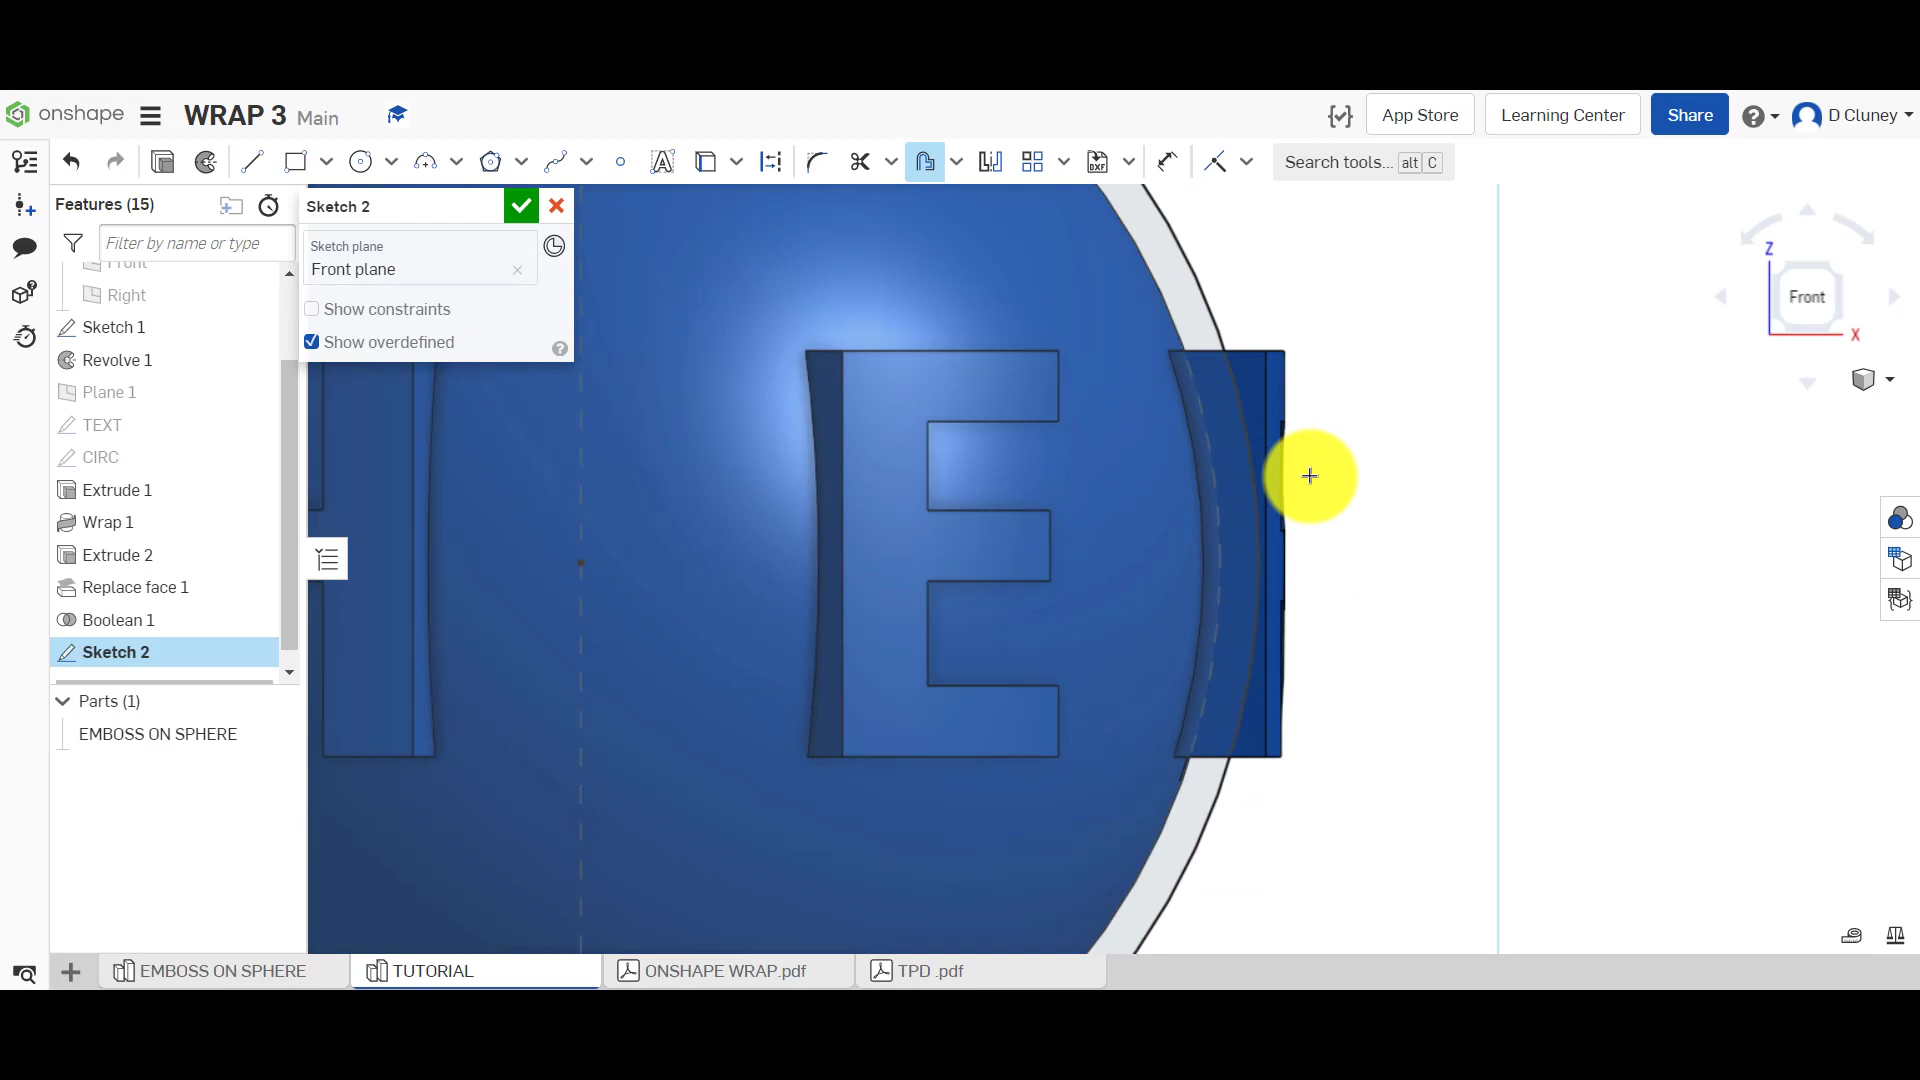 onshape WRAP 3 Main
App Store Learning Center Share ? D Cluney
DXF
Search tools... alt C
Features (15)
Filter by name or type
Front
Right
Sketch 1
Revolve 1
Plane 1
TEXT
CIRC
Extrude 1
Wrap 1
Extrude 2
Replace face 1
Boolean 1
Sketch 2
Parts (1)
EMBOSS ON SPHERE
Sketch 2
Sketch plane
Front plane
Show constraints
Show overdefined
E
Z
Front
X
EMBOSS ON SPHERE TUTORIAL ONSHAPE WRAP.pdf TPD .pdf